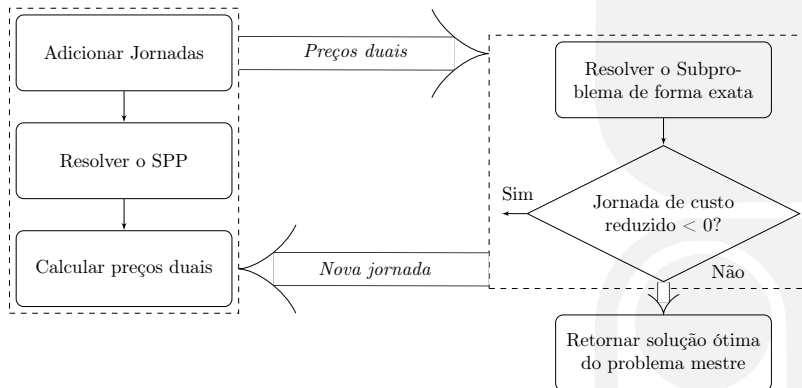 Adicionar Jornadas
Resolver o SPP
Calcular preços duais
Preços duais
Nova jornada
Resolver o Subpro-
blema de forma exata
Jornada de custo
reduzido < 0?
Sim
Não
Retornar solução ótima
do problema mestre